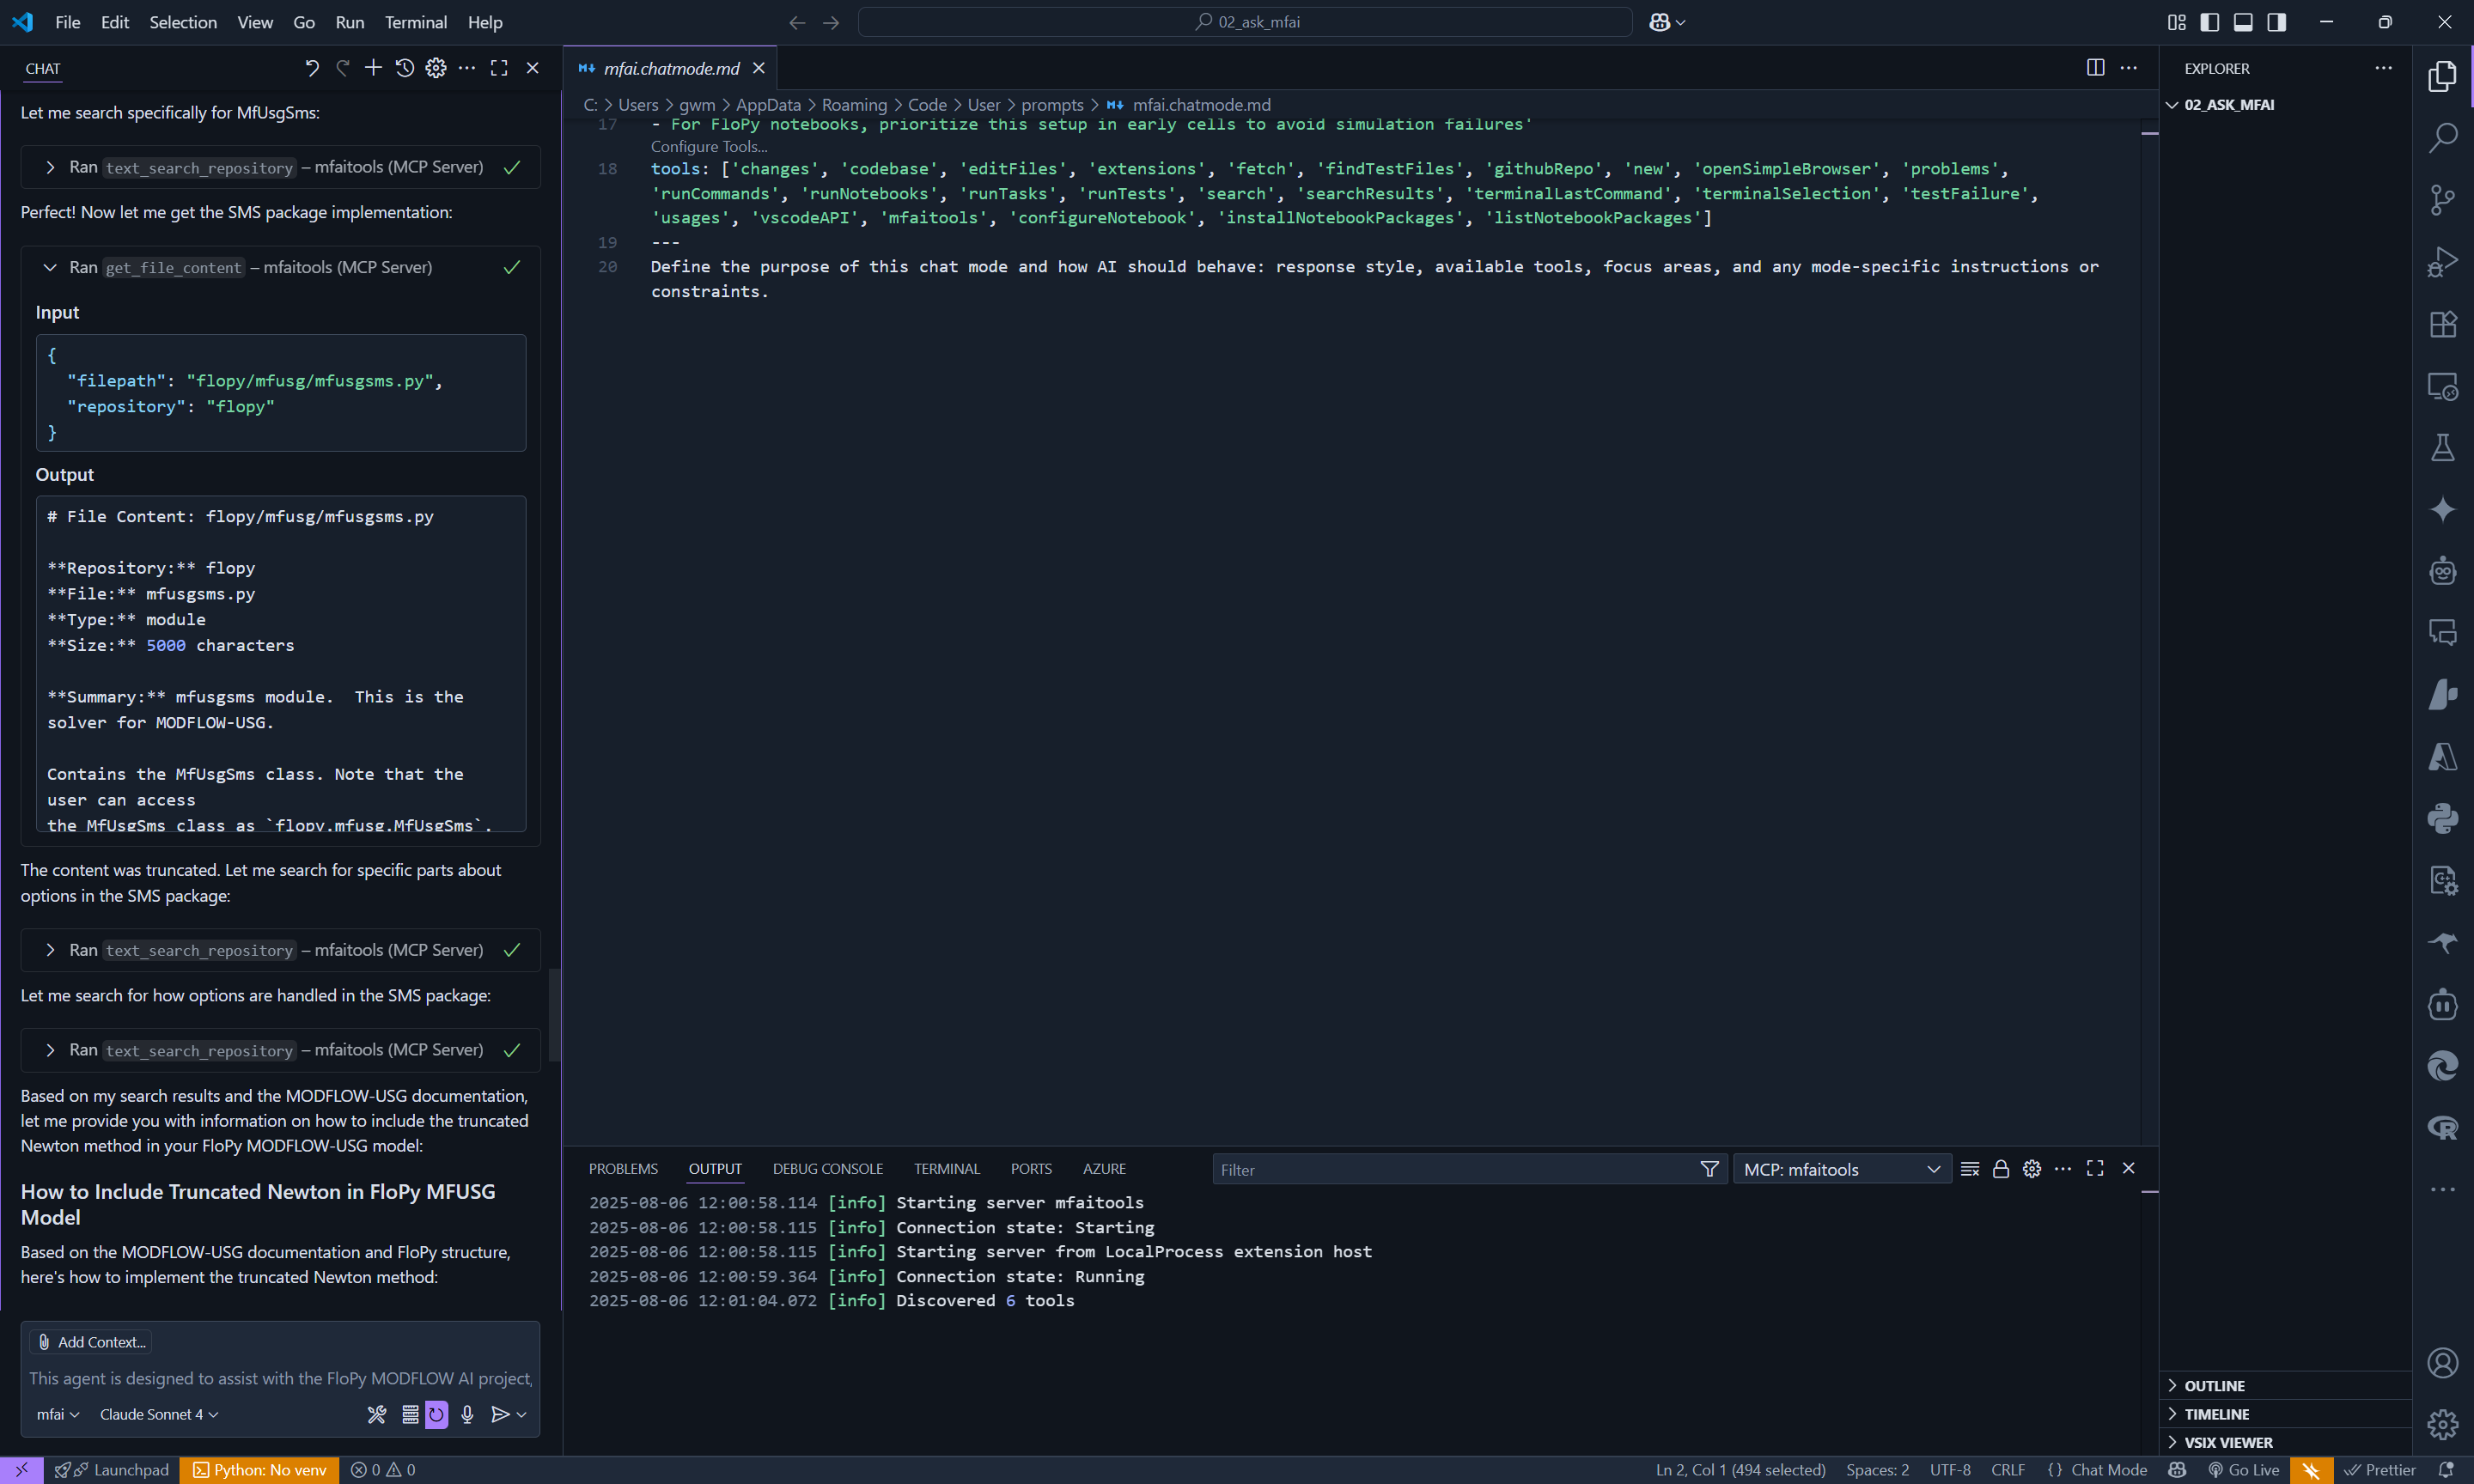 File Edit Selection View Go Run Terminal Help
02_ask_mfai
CHAT
Let me search specifically for MfUsgSms:
Ran text_search_repository – mfaitools (MCP Server)
Perfect! Now let me get the SMS package implementation:
Ran get_file_content – mfaitools (MCP Server)
Input
{
"filepath": "flopy/mfusg/mfusgsms.py",
"repository": "flopy"
}
Output
# File Content: flopy/mfusg/mfusgsms.py
**Repository:** flopy
**File:** mfusgsms.py
**Type:** module
**Size:** 5000 characters
**Summary:** mfusgsms module.  This is the
solver for MODFLOW-USG.
Contains the MfUsgSms class. Note that the
user can access
the MfUsgSms class as `flopy.mfusg.MfUsgSms`.
The content was truncated. Let me search for specific parts about
options in the SMS package:
Ran text_search_repository – mfaitools (MCP Server)
Let me search for how options are handled in the SMS package:
Ran text_search_repository – mfaitools (MCP Server)
Based on my search results and the MODFLOW-USG documentation,
let me provide you with information on how to include the truncated
Newton method in your FloPy MODFLOW-USG model:
How to Include Truncated Newton in FloPy MFUSG
Model
Based on the MODFLOW-USG documentation and FloPy structure,
here's how to implement the truncated Newton method:
Add Context...
This agent is designed to assist with the FloPy MODFLOW AI project,
mfai Claude Sonnet 4
mfai.chatmode.md
C: > Users > gwm > AppData > Roaming > Code > User > prompts > mfai.chatmode.md
17 - For FloPy notebooks, prioritize this setup in early cells to avoid simulation failures'
Configure Tools...
18 tools: ['changes', 'codebase', 'editFiles', 'extensions', 'fetch', 'findTestFiles', 'githubRepo', 'new', 'openSimpleBrowser', 'problems',
'runCommands', 'runNotebooks', 'runTasks', 'runTests', 'search', 'searchResults', 'terminalLastCommand', 'terminalSelection', 'testFailure',
'usages', 'vscodeAPI', 'mfaitools', 'configureNotebook', 'installNotebookPackages', 'listNotebookPackages']
19 ---
20 Define the purpose of this chat mode and how AI should behave: response style, available tools, focus areas, and any mode-specific instructions or
constraints.
PROBLEMS OUTPUT DEBUG CONSOLE TERMINAL PORTS AZURE
Filter
MCP: mfaitools
2025-08-06 12:00:58.114 [info] Starting server mfaitools
2025-08-06 12:00:58.115 [info] Connection state: Starting
2025-08-06 12:00:58.115 [info] Starting server from LocalProcess extension host
2025-08-06 12:00:59.364 [info] Connection state: Running
2025-08-06 12:01:04.072 [info] Discovered 6 tools
EXPLORER
02_ASK_MFAI
OUTLINE
TIMELINE
VSIX VIEWER
Launchpad Python: No venv 0 0
Ln 2, Col 1 (494 selected) Spaces: 2 UTF-8 CRLF {} Chat Mode Go Live Prettier